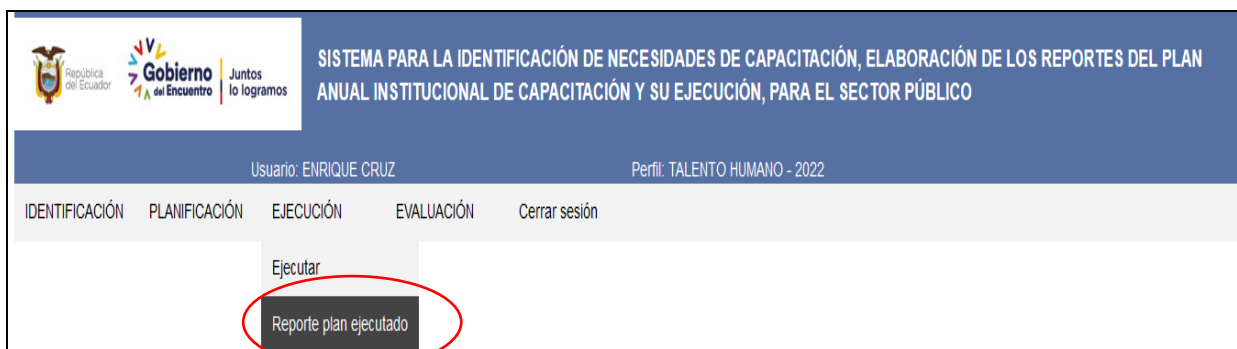 República
del Ecuador
Gobierno
del Encuentro
Juntos
lo logramos
SISTEMA PARA LA IDENTIFICACIÓN DE NECESIDADES DE CAPACITACIÓN, ELABORACIÓN DE LOS REPORTES DEL PLAN
ANUAL INSTITUCIONAL DE CAPACITACIÓN Y SU EJECUCIÓN, PARA EL SECTOR PÚBLICO
Usuario: ENRIQUE CRUZ Perfil: TALENTO HUMANO - 2022
IDENTIFICACIÓN PLANIFICACIÓN EJECUCIÓN EVALUACIÓN Cerrar sesión
Ejecutar
Reporte plan ejecutado